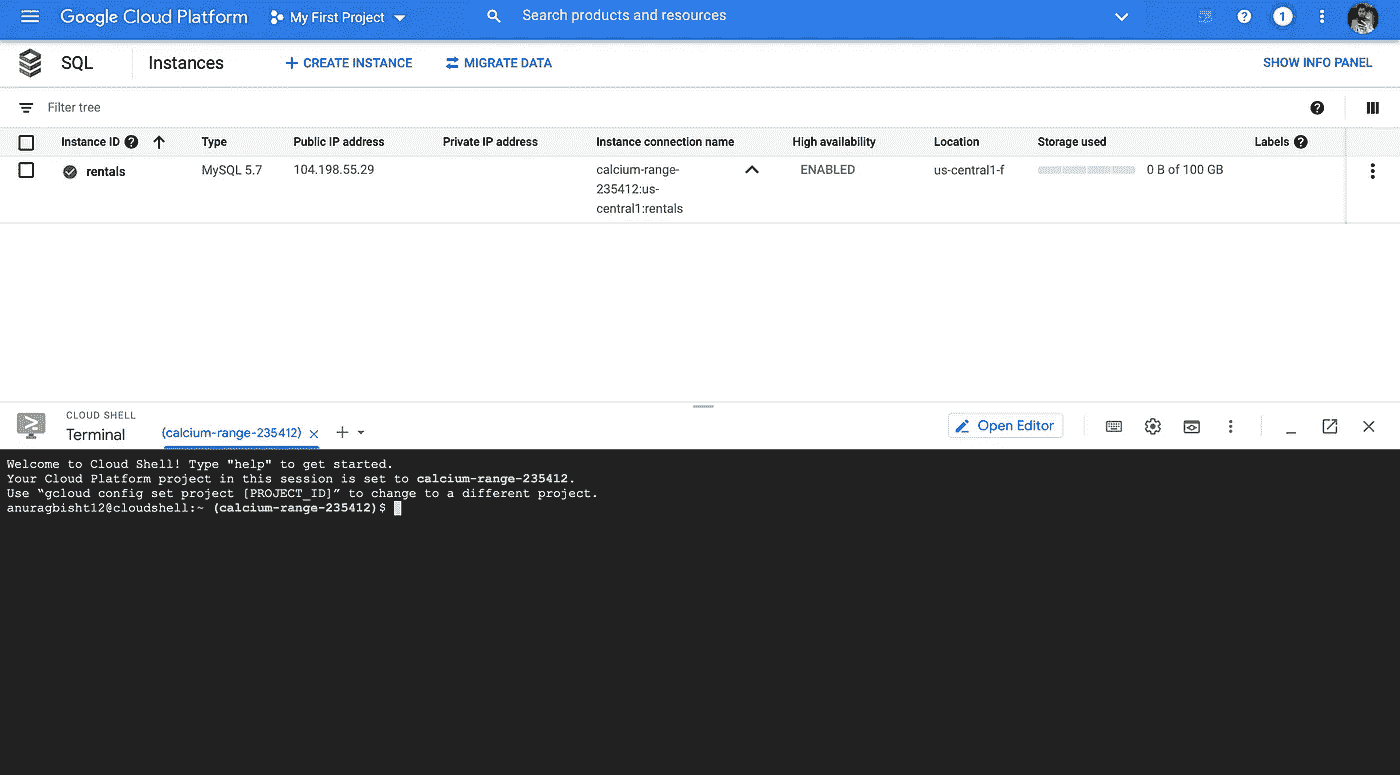 Google Cloud Platform My First Project Search products and resources 1
SQL Instances CREATE INSTANCE MIGRATE DATA SHOW INFO PANEL
Filter tree
Instance ID Type Public IP address Private IP address Instance connection name High availability Location Storage used Labels
rentals MySQL 5.7 104.198.55.29 calcium-range- ENABLED us-central1-f 0 B of 100 GB
235412:us-
central1:rentals
CLOUD SHELL
Terminal (calcium-range-235412) Open Editor
Welcome to Cloud Shell! Type "help" to get started.
Your Cloud Platform project in this session is set to calcium-range-235412.
Use “gcloud config set project [PROJECT_ID]” to change to a different project.
anuragbisht12@cloudshell:~ (calcium-range-235412)$